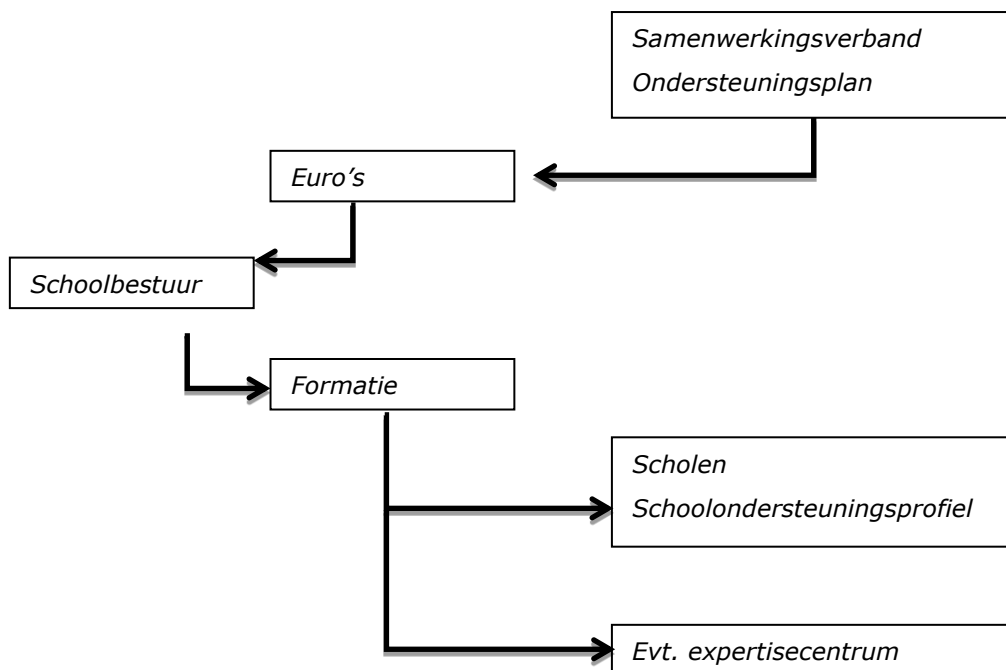 Samenwerkingsverband
Ondersteuningsplan
Euro's
Schoolbestuur
Formatie
Scholen
Schoolondersteuningsprofiel
Evt. expertisecentrum